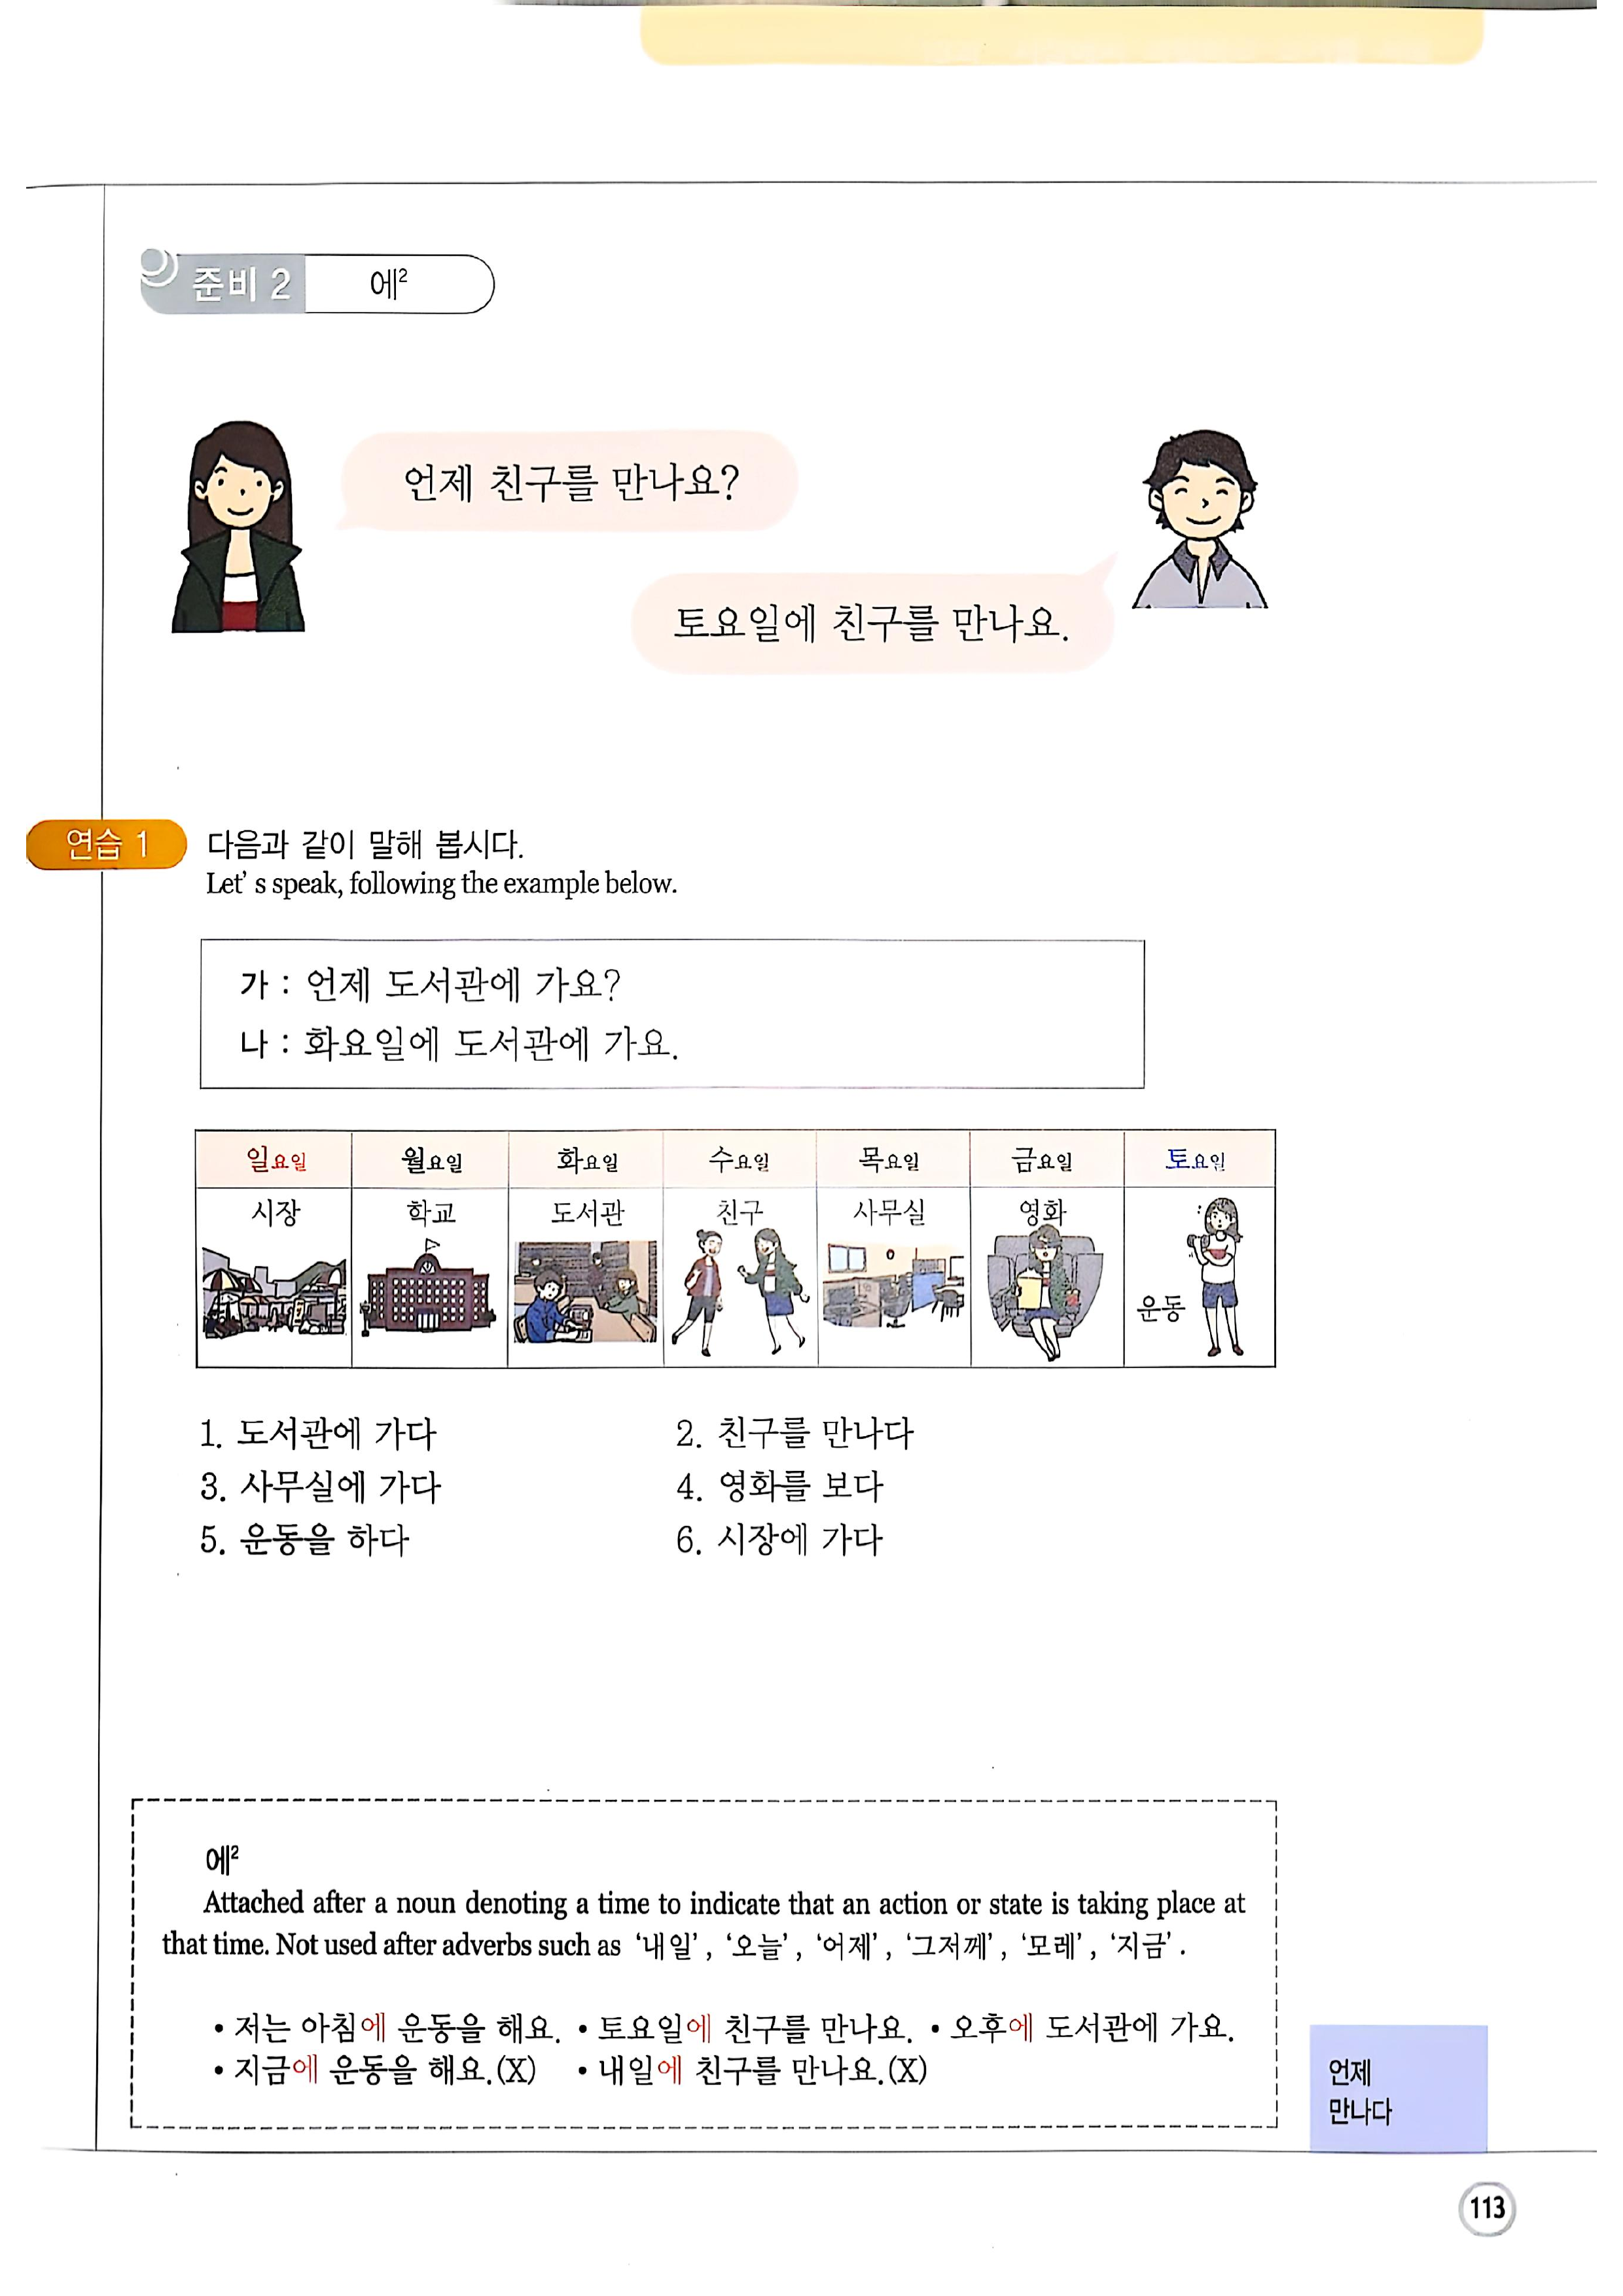 준비 2 에²
언제 친구를 만나요?
토요일에 친구를 만나요.
연습 1 다음과 같이 말해 봅시다.
Let's speak, following the example below.
가 : 언제 도서관에 가요?
나 : 화요일에 도서관에 가요.
일요일 월요일 화요일 수요일 목요일 금요일 토요일
시장 학교 도서관 친구 사무실 영화
운동
1. 도서관에 가다 2. 친구를 만나다
3. 사무실에 가다 4. 영화를 보다
5. 운동을 하다 6. 시장에 가다
에²
Attached after a noun denoting a time to indicate that an action or state is taking place at
that time. Not used after adverbs such as '내일', '오늘', '어제', '그저께', '모레', '지금'.
• 저는 아침에 운동을 해요. • 토요일에 친구를 만나요. • 오후에 도서관에 가요.
• 지금에 운동을 해요.(X) • 내일에 친구를 만나요.(X)
언제
만나다
113